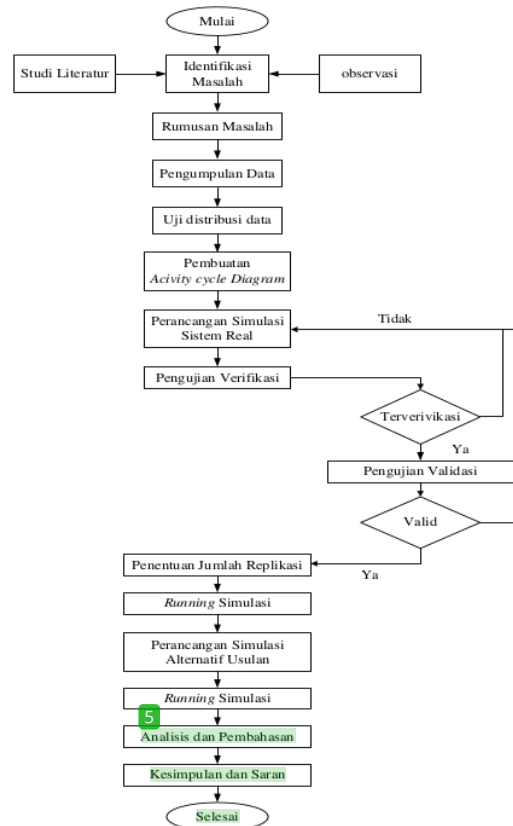 Mulai
Studi Literatur
Identifikasi
Masalah
observasi
Rumusan Masalah
Pengumpulan Data
Uji distribusi data
Pembuatan
Acivity cycle Diagram
Perancangan Simulasi
Sistem Real
Tidak
Pengujian Verifikasi
Terverivikasi
Ya
Pengujian Validasi
Valid
Penentuan Jumlah Replikasi
Ya
Running Simulasi
Perancangan Simulasi
Alternatif Usulan
Running Simulasi
5
Analisis dan Pembahasan
Kesimpulan dan Saran
Selesai